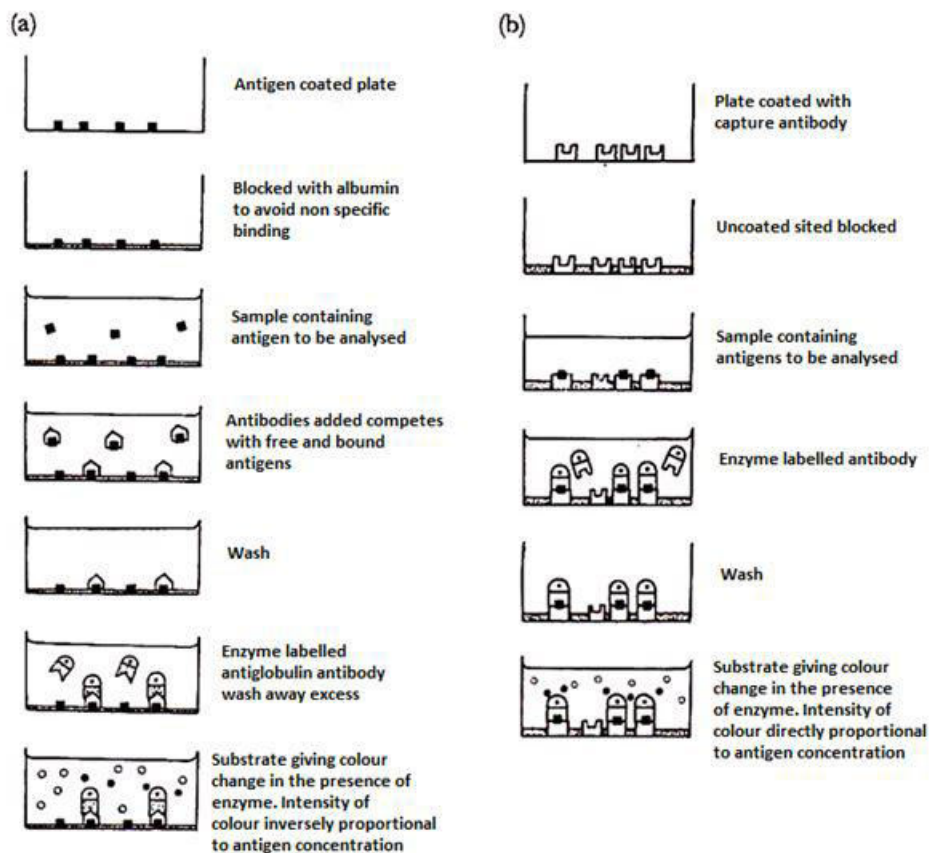 (a)
Antigen coated plate
Blocked with albumin
to avoid non specific
binding
Sample containing
antigen to be analysed
Antibodies added competes
with free and bound
antigens
Wash
Enzyme labelled
antiglobulin antibody
wash away excess
Substrate giving colour
change in the presence of
enzyme. Intensity of
colour inversely proportional
to antigen concentration
(b)
Plate coated with
capture antibody
Uncoated sited blocked
Sample containing
antigens to be analysed
Enzyme labelled antibody
Wash
Substrate giving colour
change in the presence
of enzyme. Intensity of
colour directly proportional
to antigen concentration